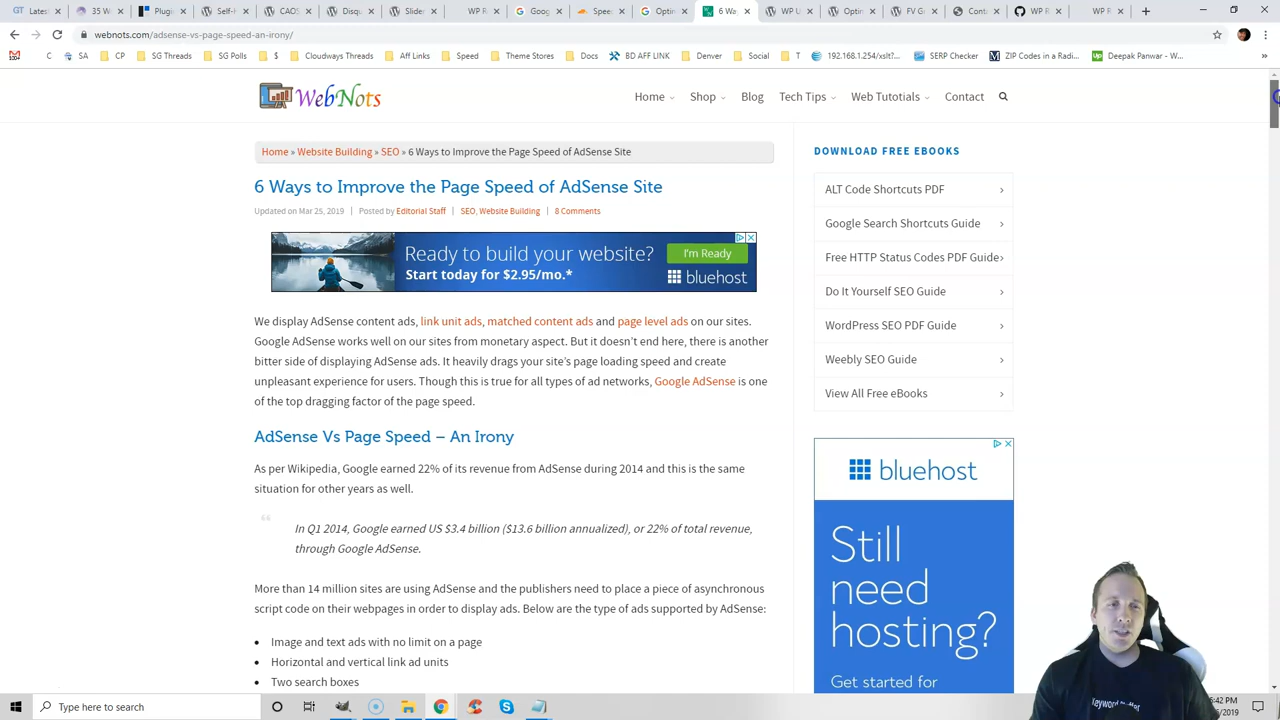 GT Latest
35 W
Pleas
Self-H
CAOS
WP D
Slider
G Goog
Optim
6 Wa
WP F
Com
WP R
WP R
webnots.com/adsense-vs-page-speed-an-irony/
C
SA
CP
SG Threads
SG Polls
$
Cloudways Threads
Aff Links
Speed
Theme Stores
Docs
BD AFF LINK
Denver
Social
T
192.168.1.254/xslt?...
SERP Checker
ZIP Codes in a Radi...
Up Deepak Panwar - W...
WebNots
Home
Shop
Blog
Tech Tips
Web Tutotials
Contact
Home » Website Building » SEO » 6 Ways to Improve the Page Speed of AdSense Site
6 Ways to Improve the Page Speed of AdSense Site
Updated on Mar 25, 2019 | Posted by Editorial Staff | SEO, Website Building | 8 Comments
Ready to build your website?
Start today for $2.95/mo.*
I'm Ready
bluehost
We display AdSense content ads, link unit ads, matched content ads and page level ads on our sites.
Google AdSense works well on our sites from monetary aspect. But it doesn't end here, there is another
bitter side of displaying AdSense ads. It heavily drags your site's page loading speed and create
unpleasant experience for users. Though this is true for all types of ad networks, Google AdSense is one
of the top dragging factor of the page speed.
AdSense Vs Page Speed – An Irony
As per Wikipedia, Google earned 22% of its revenue from AdSense during 2014 and this is the same
situation for other years as well.
“ In Q1 2014, Google earned US $3.4 billion ($13.6 billion annualized), or 22% of total revenue,
through Google AdSense.
More than 14 million sites are using AdSense and the publishers need to place a piece of asynchronous
script code on their webpages in order to display ads. Below are the type of ads supported by AdSense:
• Image and text ads with no limit on a page
• Horizontal and vertical link ad units
• Two search boxes
DOWNLOAD FREE EBOOKS
ALT Code Shortcuts PDF
Google Search Shortcuts Guide
Free HTTP Status Codes PDF Guide
Do It Yourself SEO Guide
WordPress SEO PDF Guide
Weebly SEO Guide
View All Free eBooks
bluehost
Still
need
hosting?
Get started for
Type here to search